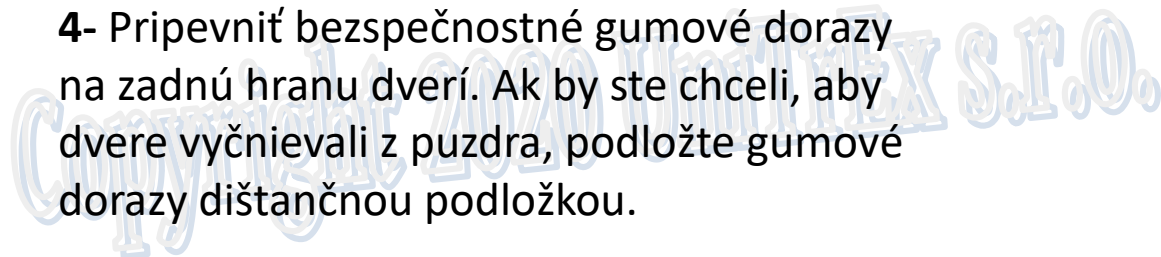 4- Pripevniť bezspečnostné gumové dorazy
na zadnú hranu dverí. Ak by ste chceli, aby
dvere vyčnievali z puzdra, podložte gumové
dorazy dištančnou podložkou.
Copyright 2020 UniTrEx S.r.O.